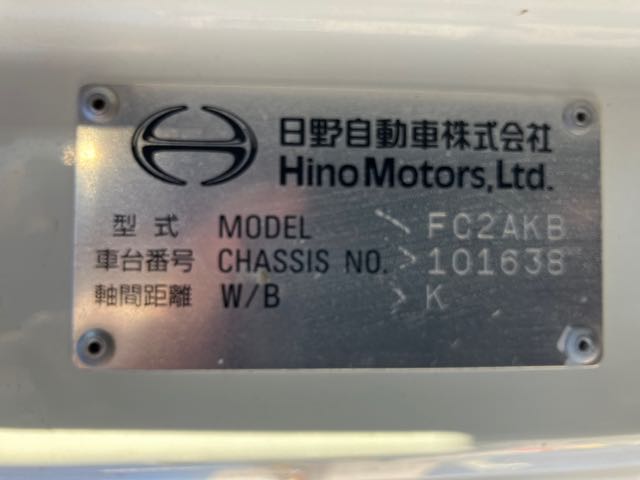 日野自動車株式会社
Hino Motors, Ltd.
型式 MODEL > FC2AKB
車台番号 CHASSIS NO. > 101638
軸間距離 W/B > K